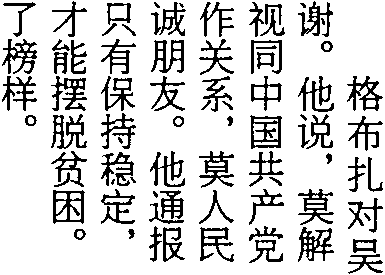 格布扎对吴
谢。他说，莫解
视同中国共产党
作关系，莫人民
诚朋友。他通报
只有保持稳定，
才能摆脱贫困。
了榜样。